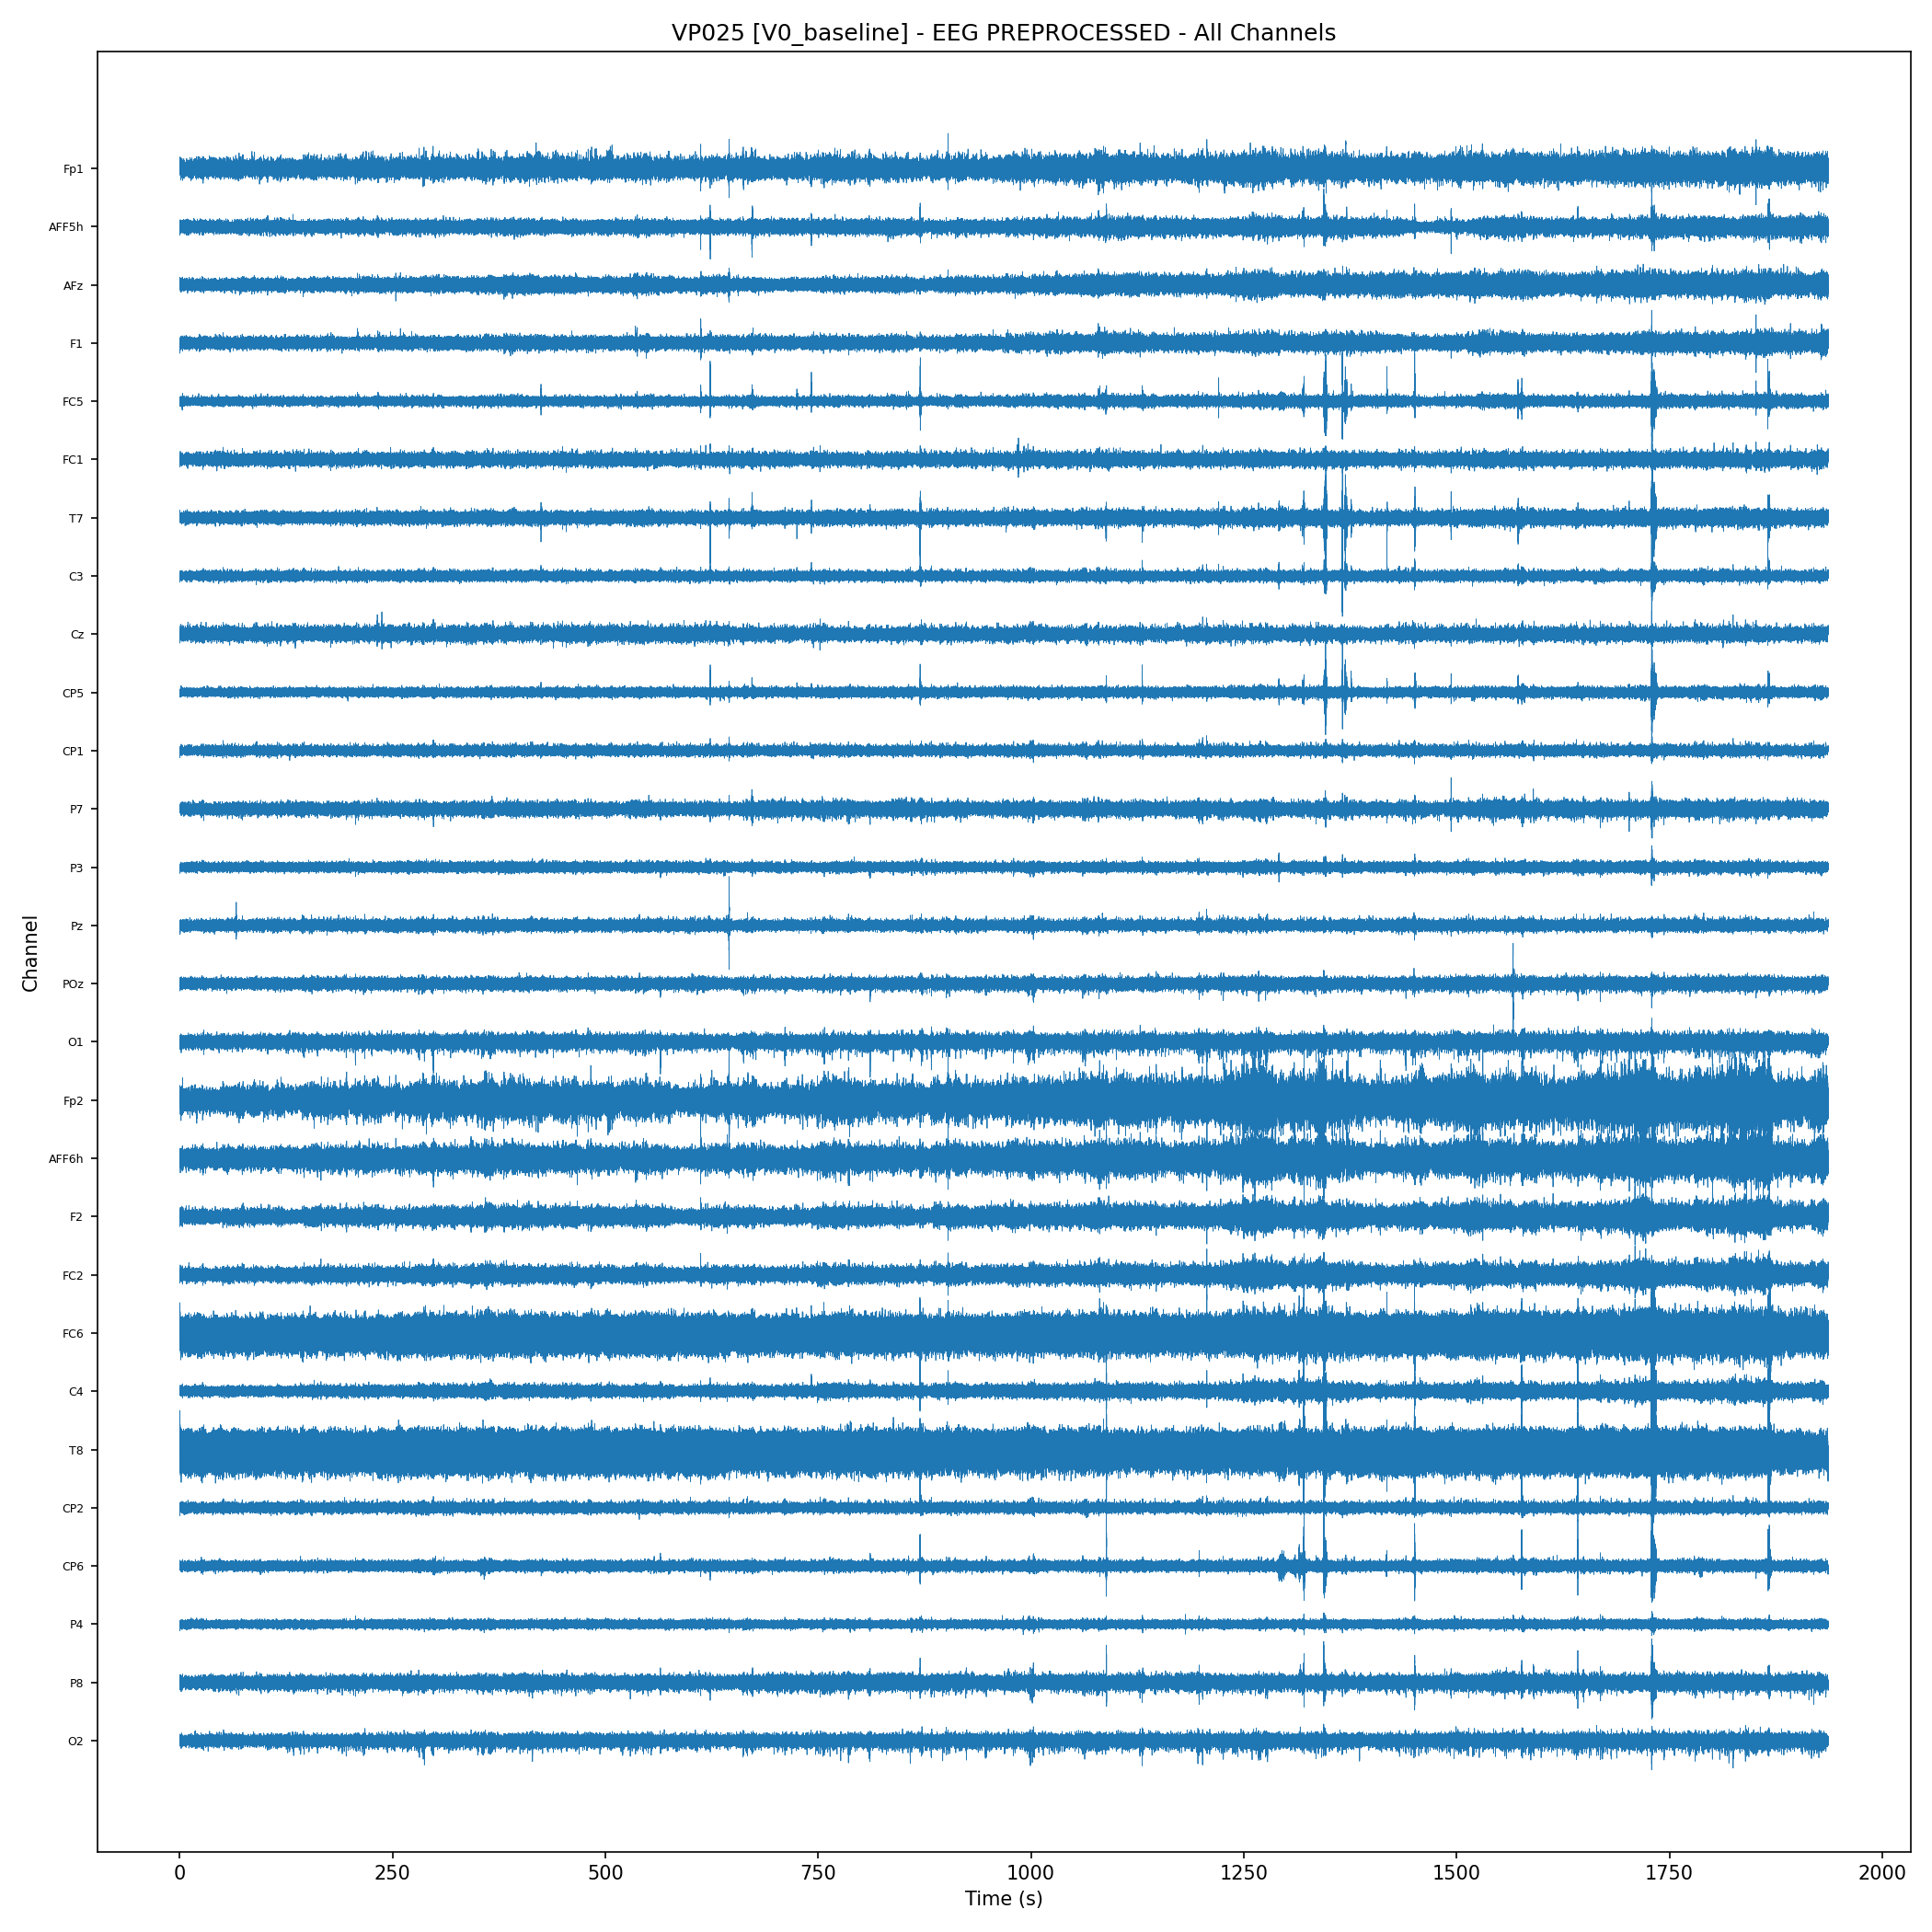 VP025 [V0_baseline] - EEG PREPROCESSED - All Channels
Channel
Fp1
AFF5h
AFz
F1
FC5
FC1
T7
C3
Cz
CP5
CP1
P7
P3
Pz
POz
O1
Fp2
AFF6h
F2
FC2
FC6
C4
T8
CP2
CP6
P4
P8
O2
0 250 500 750 1000 1250 1500 1750 2000
Time (s)